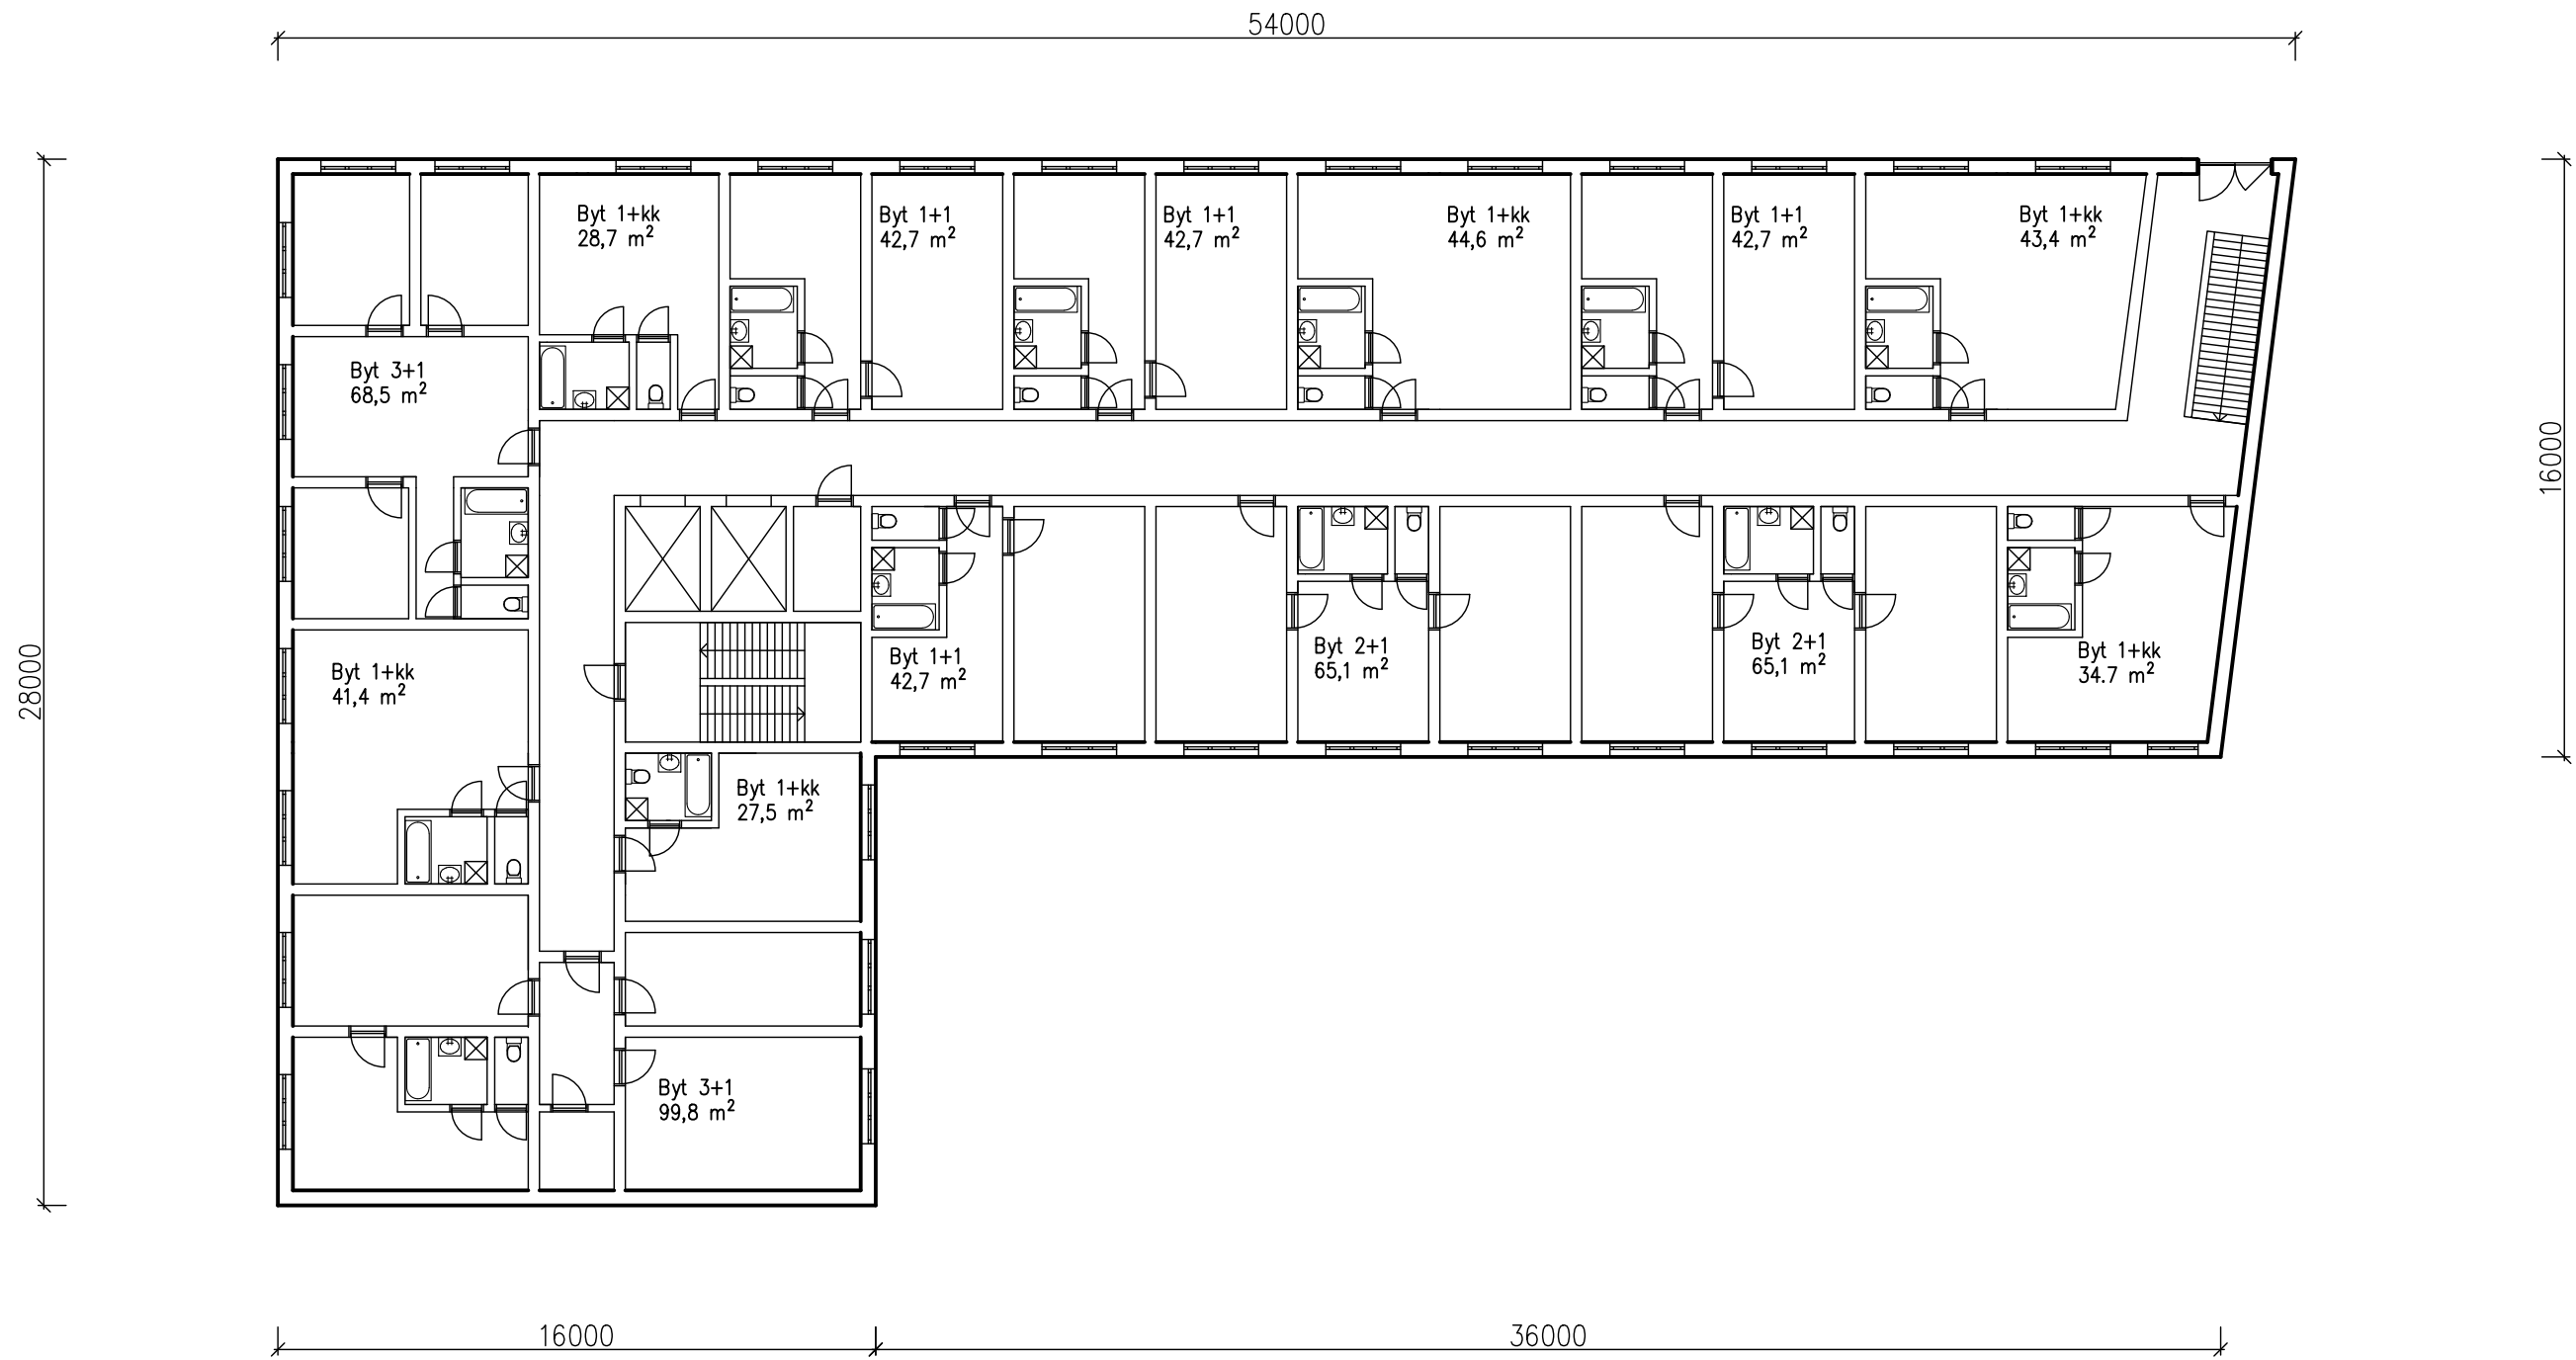 54000
Byt 1+kk
28,7 m²
Byt 1+1
42,7 m²
Byt 1+1
42,7 m²
Byt 1+kk
44,6 m²
Byt 1+1
42,7 m²
Byt 1+kk
43,4 m²
Byt 3+1
68,5 m²
16000
28000
Byt 1+kk
41,4 m²
Byt 1+1
42,7 m²
Byt 2+1
65,1 m²
Byt 2+1
65,1 m²
Byt 1+kk
34.7 m²
Byt 1+kk
27,5 m²
Byt 3+1
99,8 m²
16000
36000